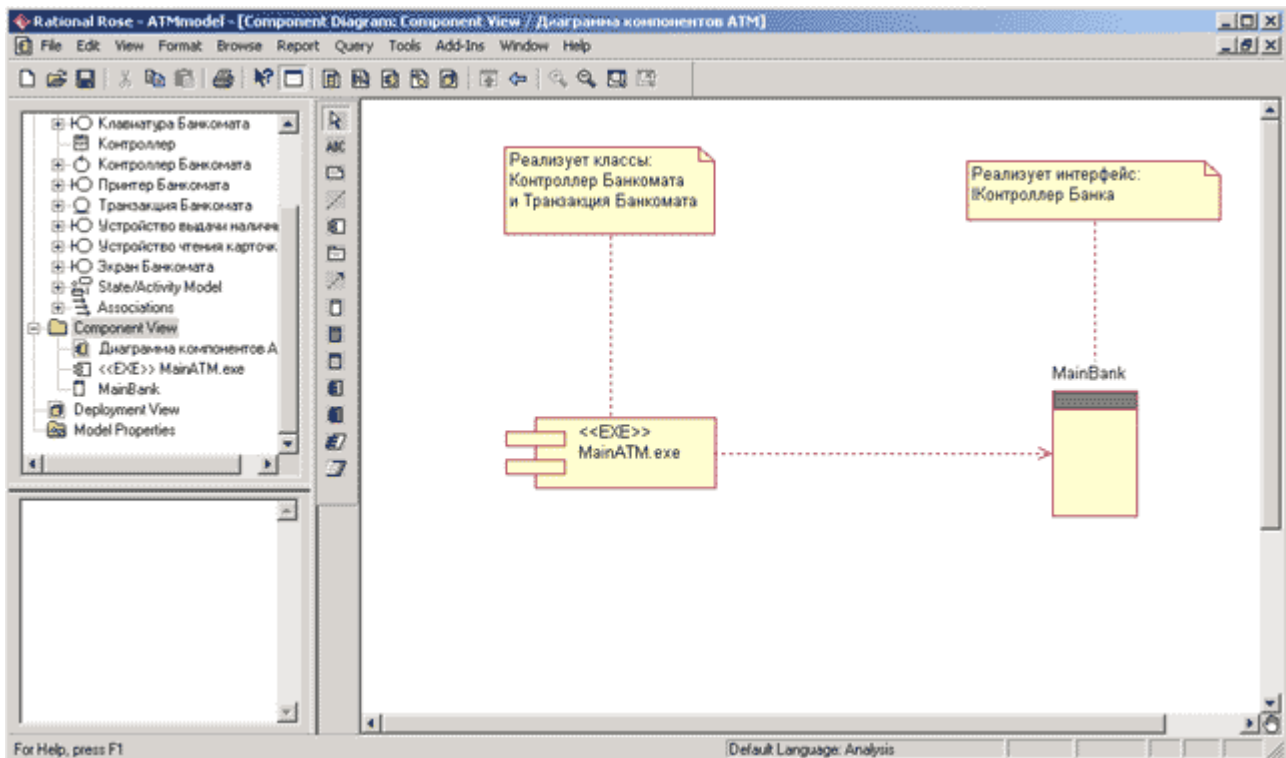 Rational Rose - ATMmodel - [Component Diagram: Component View / Диаграмма компонентов ATM]
File Edit View Format Browse Report Query Tools Add-Ins Window Help
Клавиатура Банкомата
Контроллер
Контроллер Банкомата
Принтер Банкомата
Транзакция Банкомата
Устройство выдачи наличн
Устройство чтения карточк
Экран Банкомата
State/Activity Model
Associations
Component View
Диаграмма компонентов А
<<EXE>> MainATM.exe
MainBank
Deployment View
Model Properties
ABC
Реализует классы:
Контроллер Банкомата
и Транзакция Банкомата
Реализует интерфейс:
IКонтроллер Банка
MainBank
<<EXE>>
MainATM.exe
For Help, press F1
Default Language: Analysis